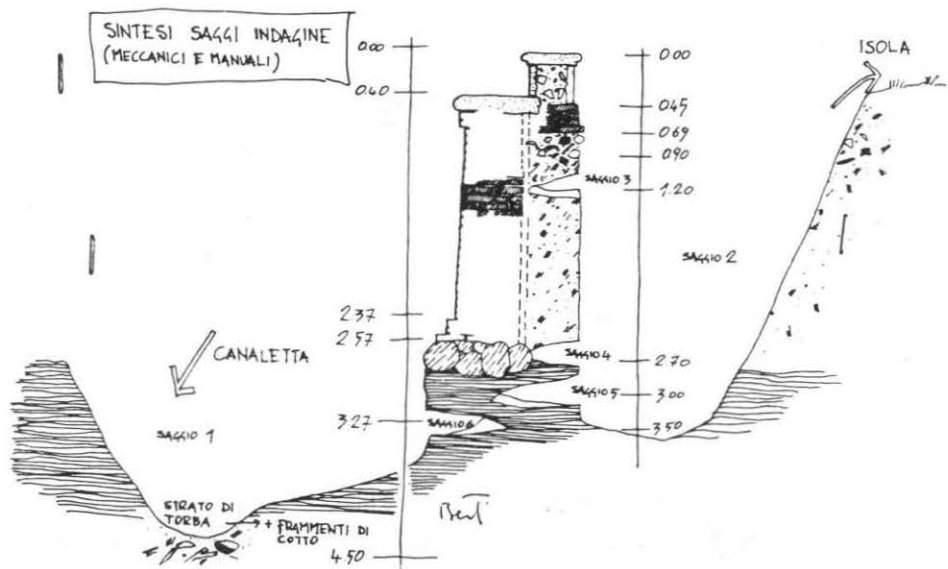 SINTESI SAGGI INDAGINE
(MECCANICI E MANUALI)
0.00
0.40
2.37
2.57
3.27
4.50
0.00
0.45
0.69
0.90
1.20
2.70
3.00
3.50
ISOLA
SAGGIO 3
SAGGIO 2
CANALETTA
SAGGIO 4
SAGGIO 5
SAGGIO 1
SAGGIO 6
STRATO DI
TORBA
+ FRAMMENTI DI
COTTO